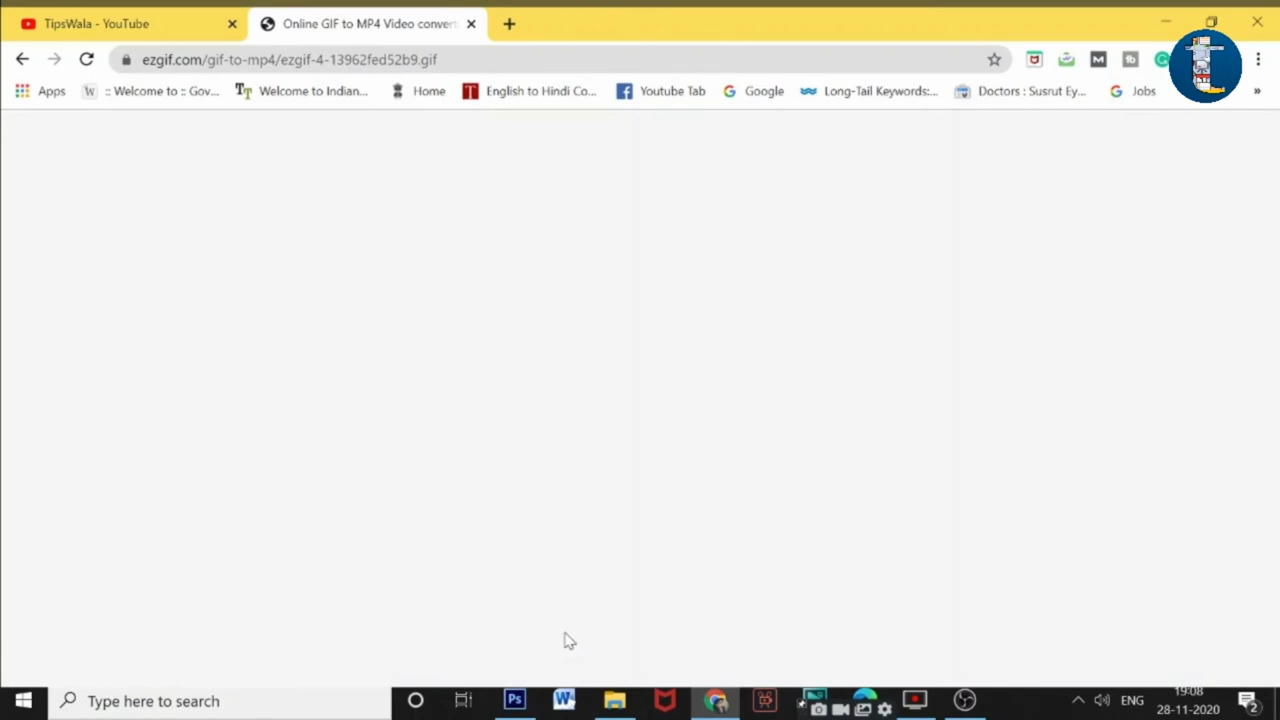 TipsWala - YouTube
Online GIF to MP4 Video convert
ezgif.com/gif-to-mp4/ezgif-4-13962fed52b9.gif
Apps
:: Welcome to :: Gov...
Welcome to Indian...
Home
English to Hindi Co...
Youtube Tab
Google
Long-Tail Keywords:...
Doctors : Susrut Ey...
Jobs
»
Type here to search
Ps
W
ENG
19:08
28-11-2020
2